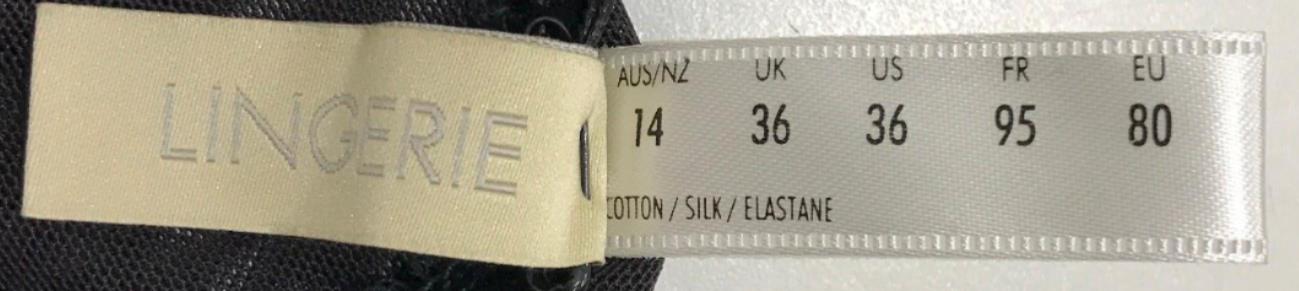 LINGERIE
AUS/NZ UK US FR EU
14 36 36 95 80
COTTON / SILK / ELASTANE